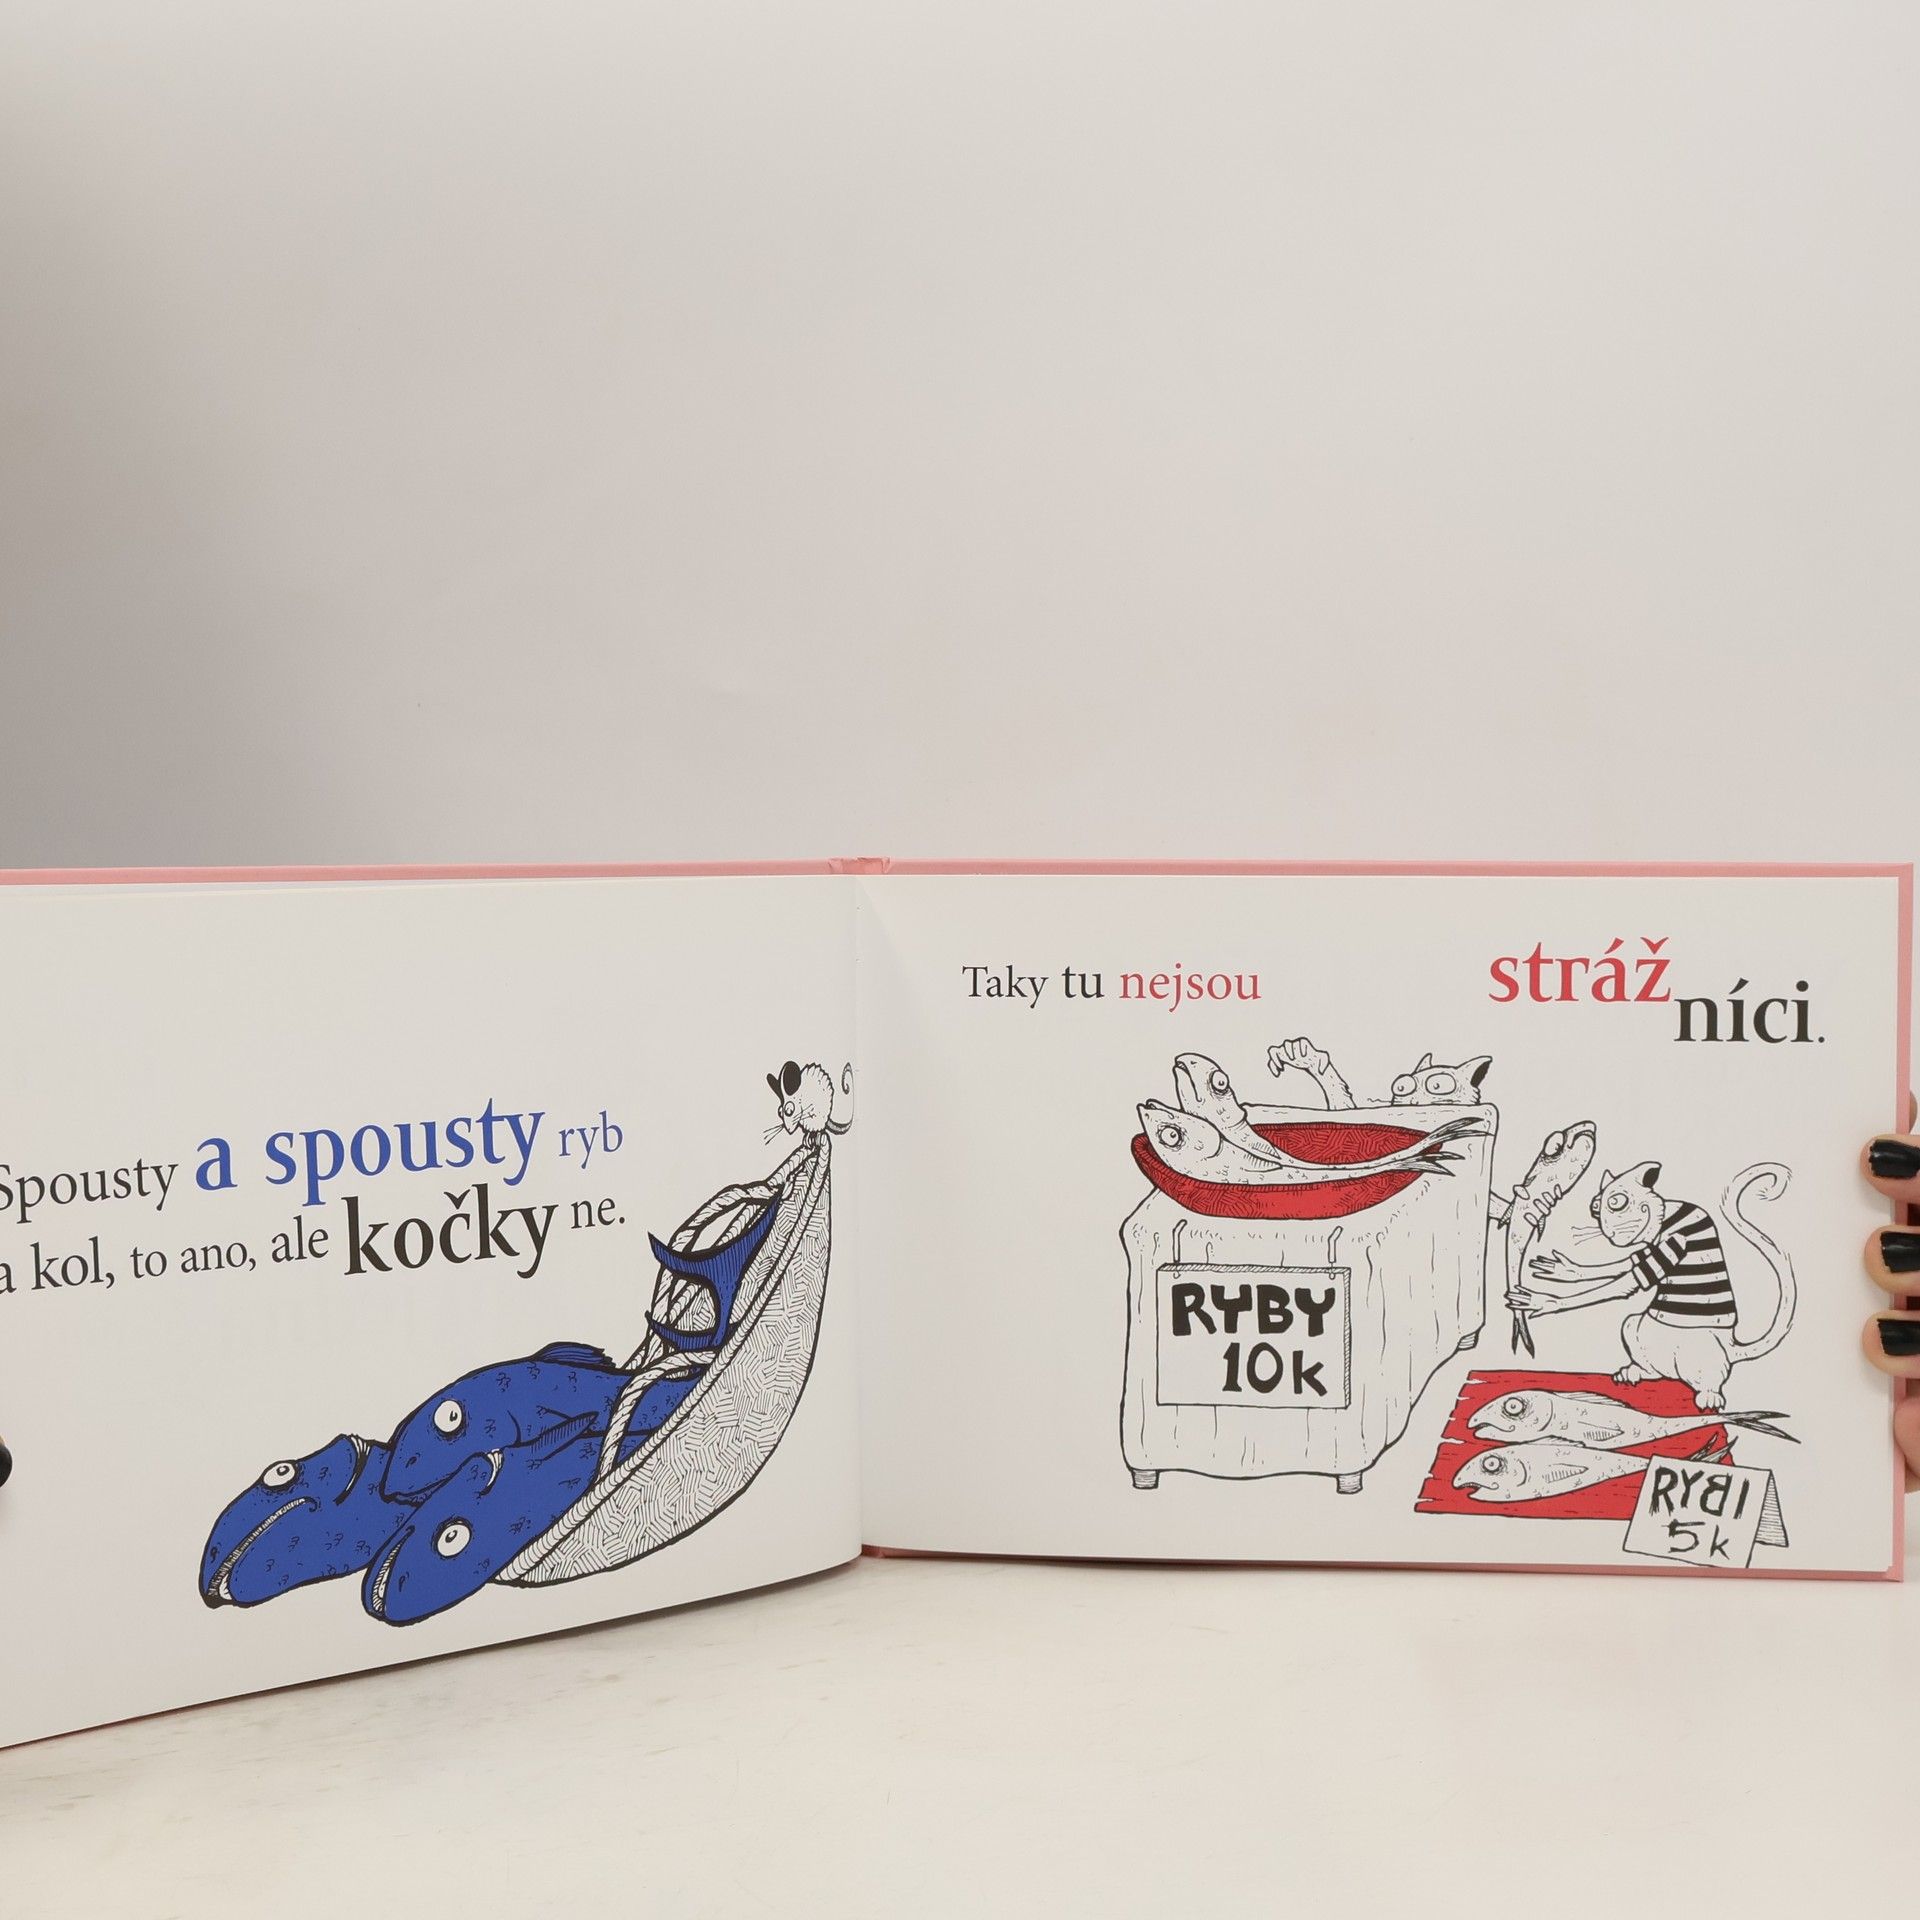 Spousty a spousty ryb
a kol, to ano, ale kočky ne.
Taky tu nejsou strážníci.
RYBY
10k
RYBI
5k